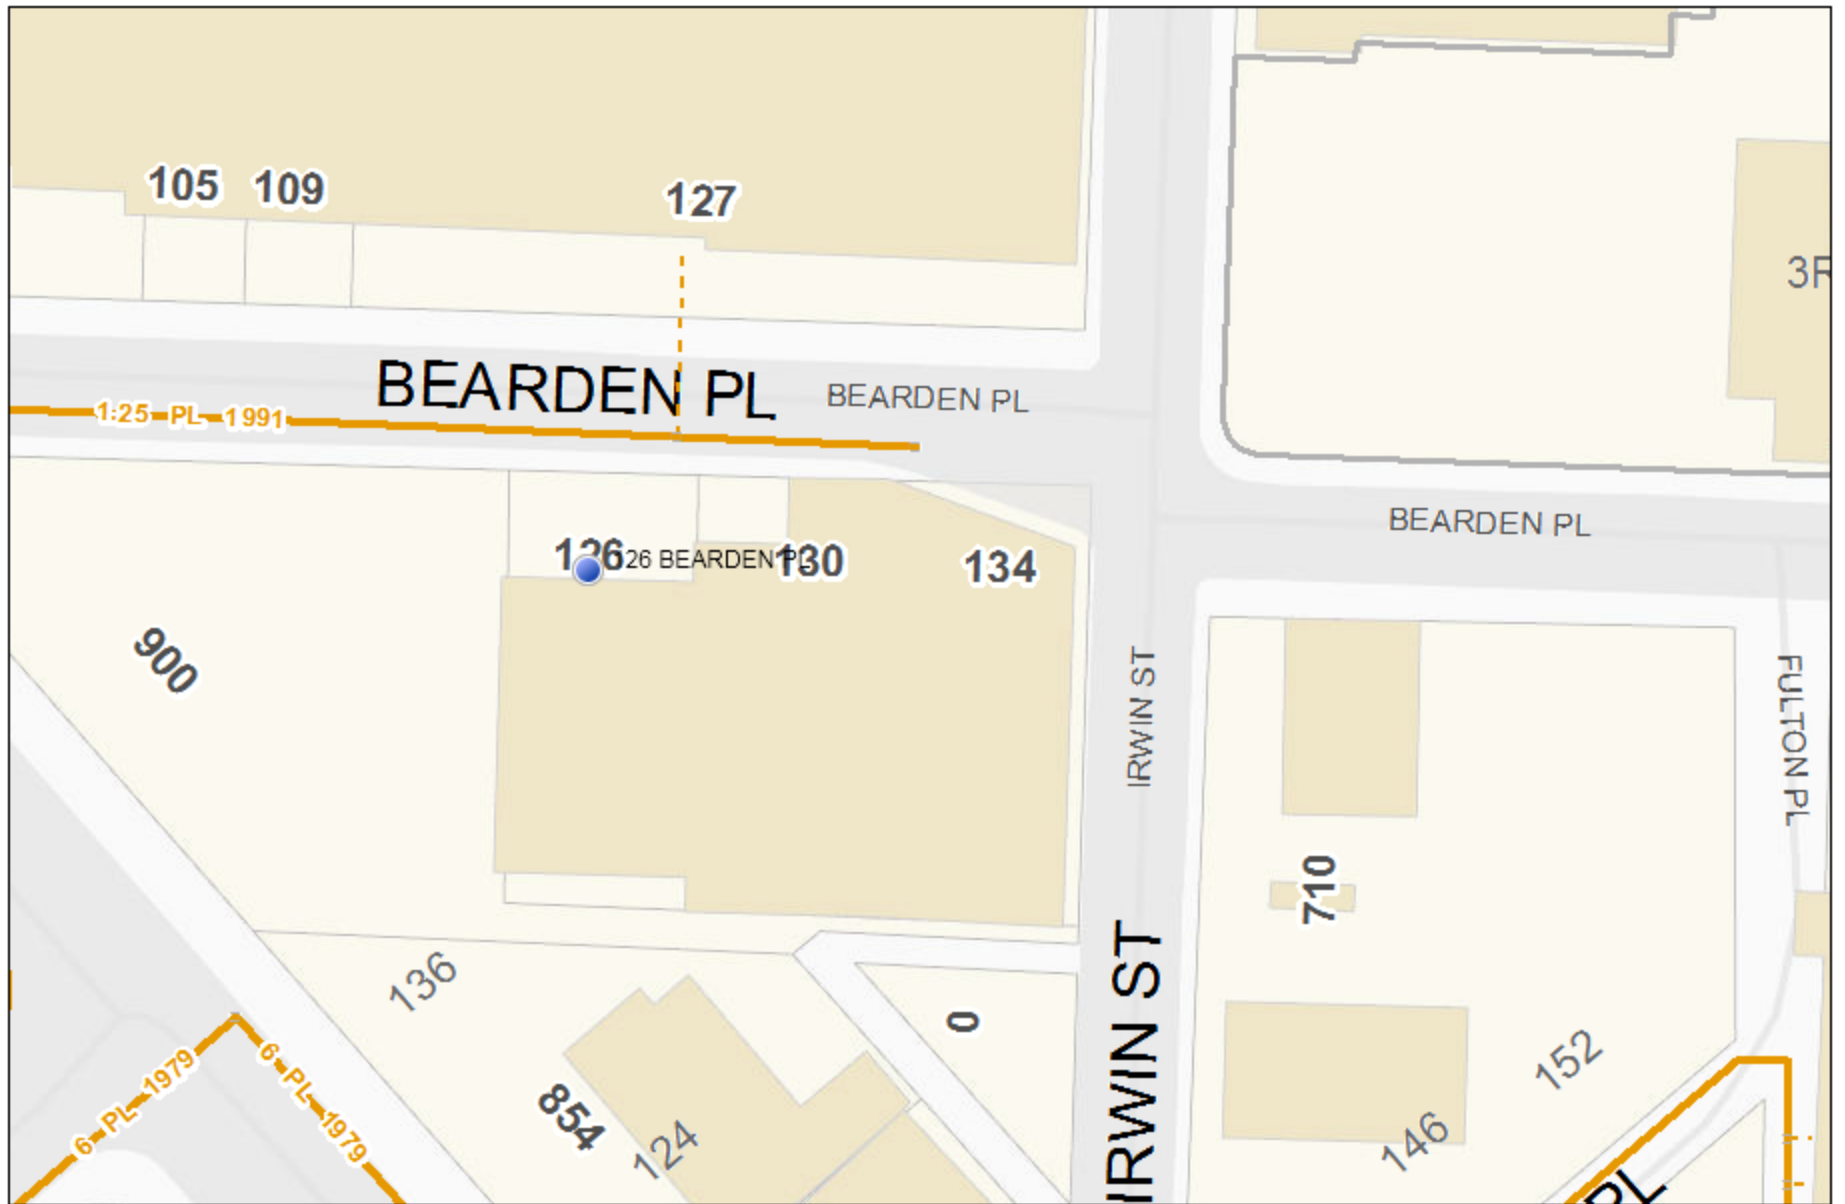 105
109
127
3R
BEARDEN PL
BEARDEN PL
1:25 PL 1991
BEARDEN PL
126
126 BEARDEN PL
130
134
900
IRWIN ST
FULTON PL
710
136
0
IRWIN ST
152
6 PL 1979
6 PL 1979
854
124
146
PL